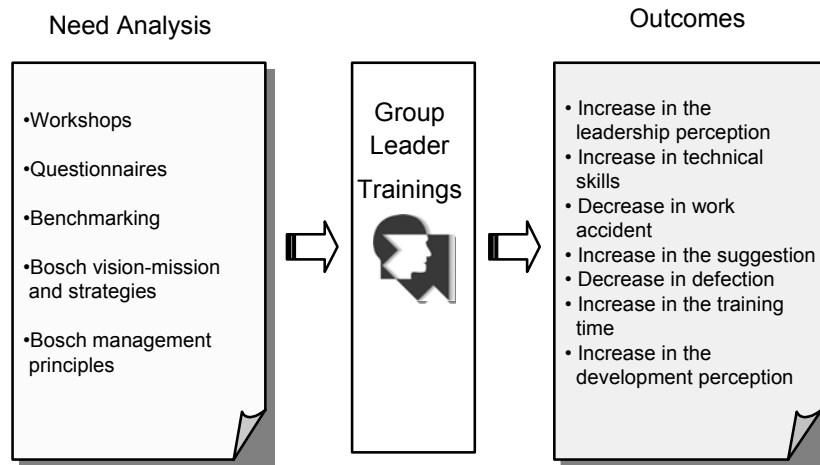 Need Analysis
•Workshops
•Questionnaires
•Benchmarking
•Bosch vision-mission
and strategies
•Bosch management
principles
Group
Leader
Trainings
Outcomes
• Increase in the
leadership perception
• Increase in technical
skills
• Decrease in work
accident
• Increase in the suggestion
• Decrease in defection
• Increase in the training
time
• Increase in the
development perception